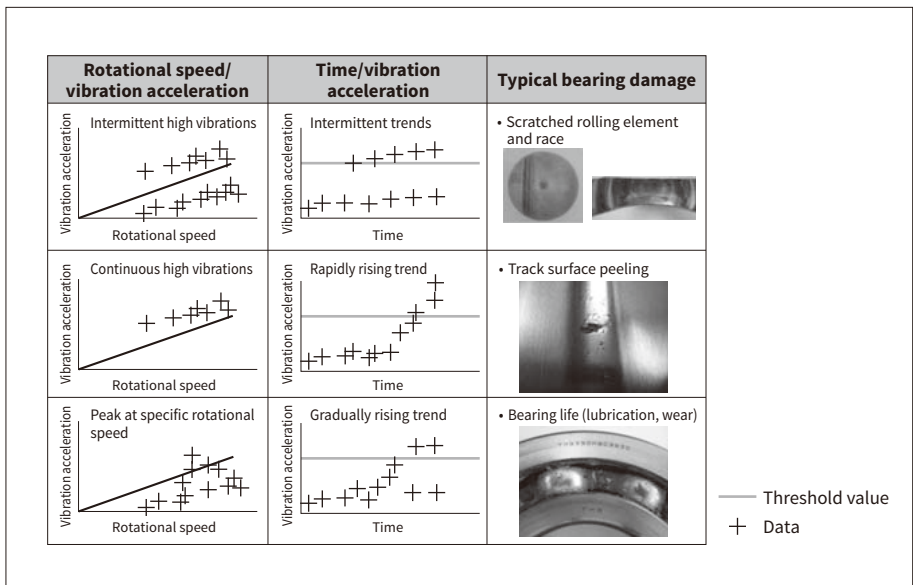 Rotational speed/
vibration acceleration
Time/vibration
acceleration
Typical bearing damage
Intermittent high vibrations
Vibration acceleration
Rotational speed
Intermittent trends
Vibration acceleration
Time
• Scratched rolling element
and race
Continuous high vibrations
Vibration acceleration
Rotational speed
Rapidly rising trend
Vibration acceleration
Time
• Track surface peeling
Peak at specific rotational
speed
Vibration acceleration
Rotational speed
Gradually rising trend
Vibration acceleration
Time
• Bearing life (lubrication, wear)
Threshold value
Data